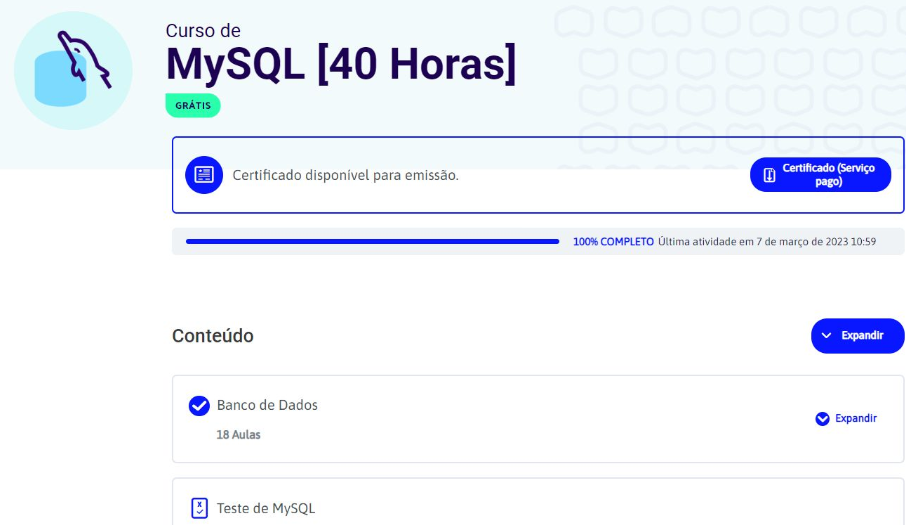 Curso de
MySQL [40 Horas]
GRÁTIS
Certificado disponível para emissão.
Certificado (Serviço
pago)
100% COMPLETO Última atividade em 7 de março de 2023 10:59
Conteúdo
Expandir
Banco de Dados
Expandir
18 Aulas
Teste de MySQL